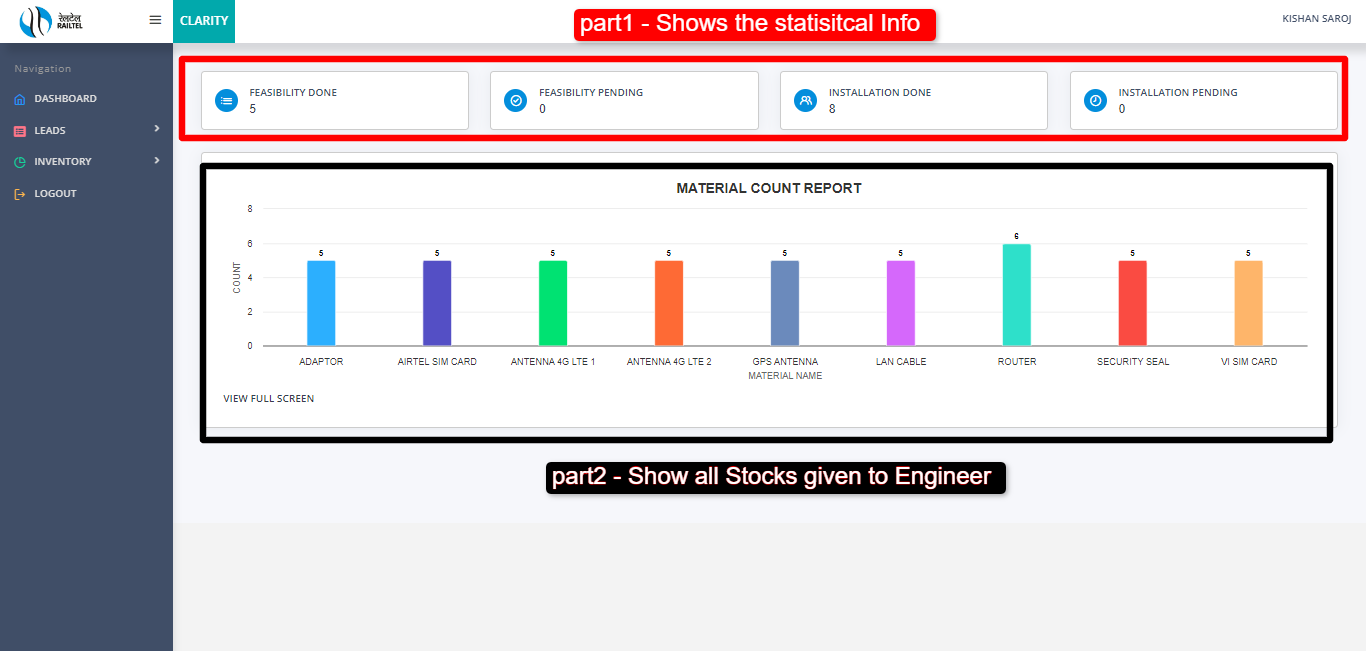 रेलटेल
RAILTEL
CLARITY
part1 - Shows the statisitcal Info
KISHAN SAROJ
Navigation
DASHBOARD
LEADS
INVENTORY
LOGOUT
FEASIBILITY DONE
5
FEASIBILITY PENDING
0
INSTALLATION DONE
8
INSTALLATION PENDING
0
MATERIAL COUNT REPORT
COUNT
8
6
4
2
0
5 5 5 5 5 5 6 5 5
ADAPTOR AIRTEL SIM CARD ANTENNA 4G LTE 1 ANTENNA 4G LTE 2 GPS ANTENNA LAN CABLE ROUTER SECURITY SEAL VI SIM CARD
MATERIAL NAME
VIEW FULL SCREEN
part2 - Show all Stocks given to Engineer